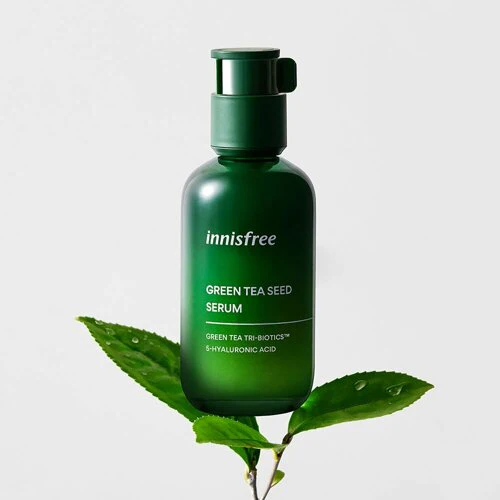 innisfree
GREEN TEA SEED
SERUM
GREEN TEA TRI-BIOTICS™
5-HYALURONIC ACID